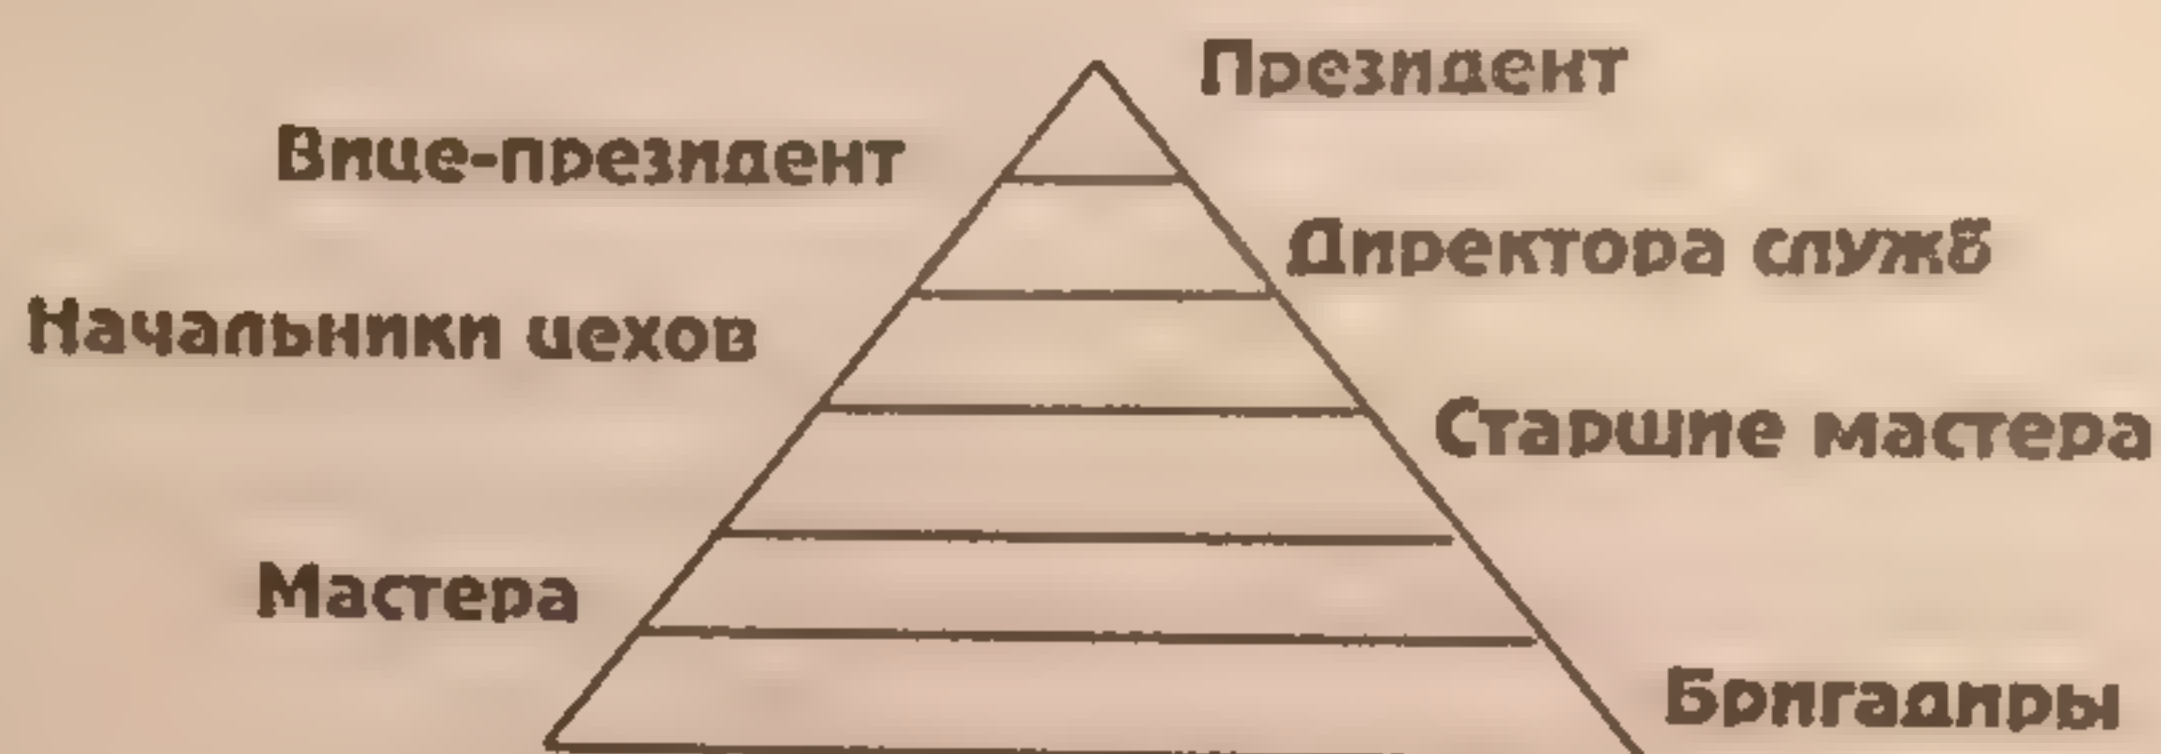 Президент
Вице-президент
Директора служб
Начальники цехов
Старшие мастера
Мастера
Бригадиры